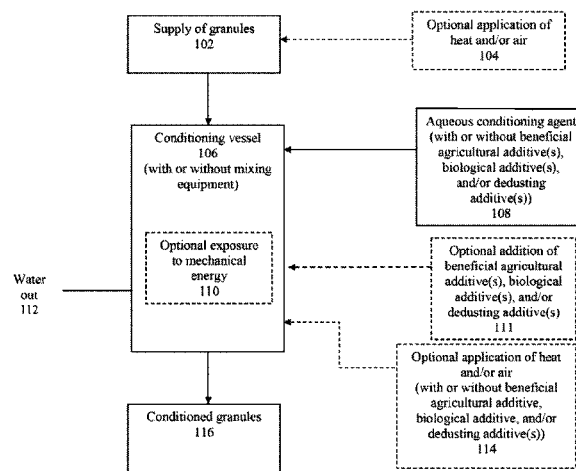 Supply of granules
102
Optional application of
heat and/or air
104
Conditioning vessel
106
(with or without mixing
equipment)
Aqueous conditioning agent
(with or without beneficial
agricultural additive(s),
biological additive(s),
and/or dedusting
additive(s))
108
Optional exposure
to mechanical
energy
110
Optional addition of
beneficial agricultural
additive(s), biological
additive(s), and/or
dedusting additive(s)
111
Water
out
112
Optional application of heat
and/or air
(with or without beneficial
agricultural additive,
biological additive, and/or
dedusting additive(s))
114
Conditioned granules
116